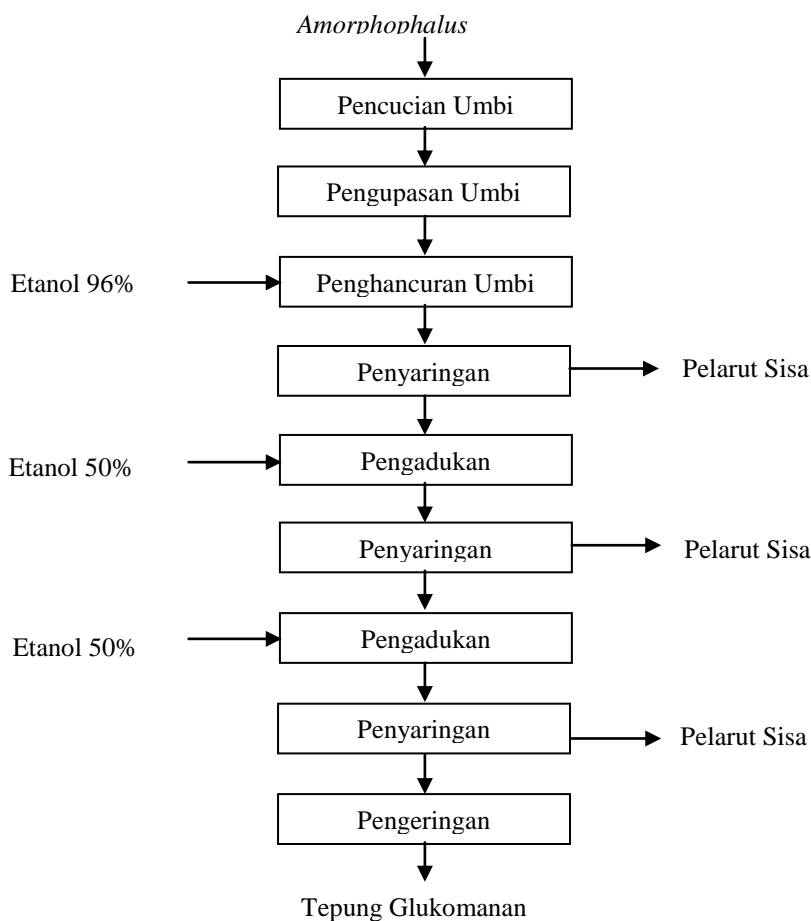 Amorphophalus
Pencucian Umbi
Pengupasan Umbi
Etanol 96%
Penghancuran Umbi
Penyaringan
Pelarut Sisa
Etanol 50%
Pengadukan
Penyaringan
Pelarut Sisa
Etanol 50%
Pengadukan
Penyaringan
Pelarut Sisa
Pengeringan
Tepung Glukomanan